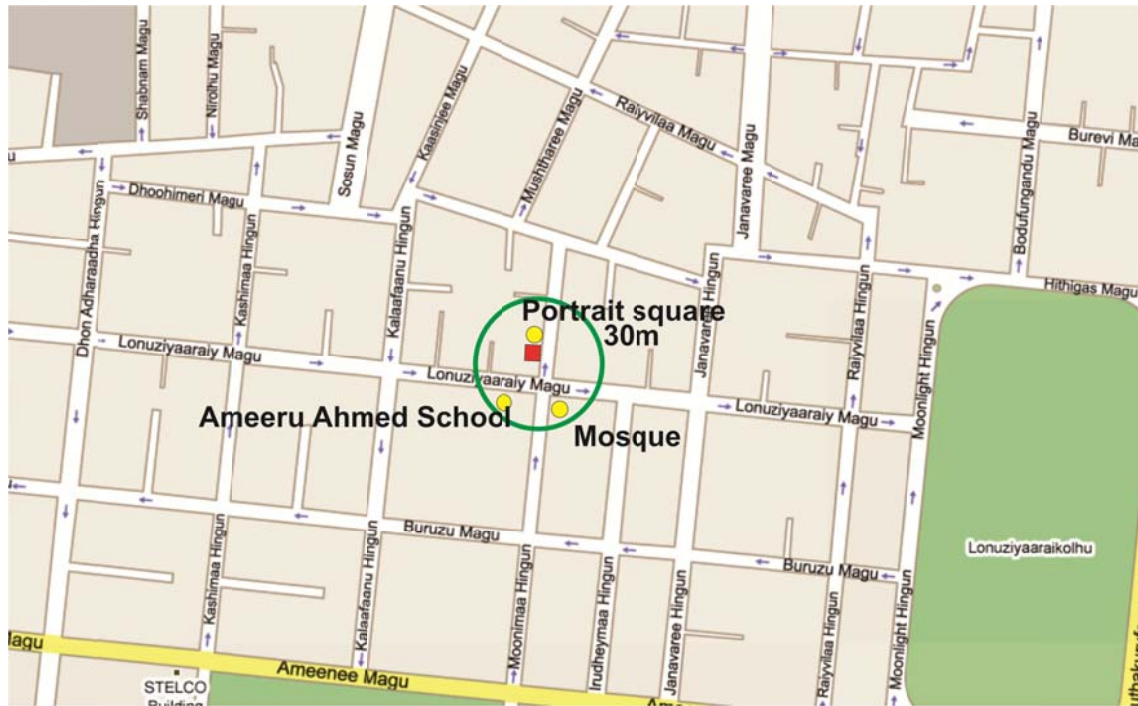 Shabnam Magu
Nirolhu Magu
Sosun Magu
Kaasinjee Magu
Mushtharee Magu
Raiyvilaa Magu
Janavaree Magu
Burevi Ma
Bodufungandu Magu
Dhoohimeri Magu
Dhon Adharaadha Hingun
Kashimaa Hingun
Kalaafaanu Hingun
Janavaree Hingun
Raiyvilaa Hingun
Hithigas Magu
Moonlight Hingun
Portrait square
30m
Lonuziyaaraiy Magu
Lonuziyaaraiy Magu
Lonuziyaaraiy Magu
Ameeru Ahmed School
Mosque
Buruzu Magu
Buruzu Magu
Lonuziyaaraikolhu
Kashimaa Hingun
Kalaafaanu Hingun
Moonimaa Hingun
Irudheymaa Hingun
Janavaree Hingun
Raiyvilaa Hingun
Moonlight Hingun
Magu
Ameenee Magu
STELCO
Building